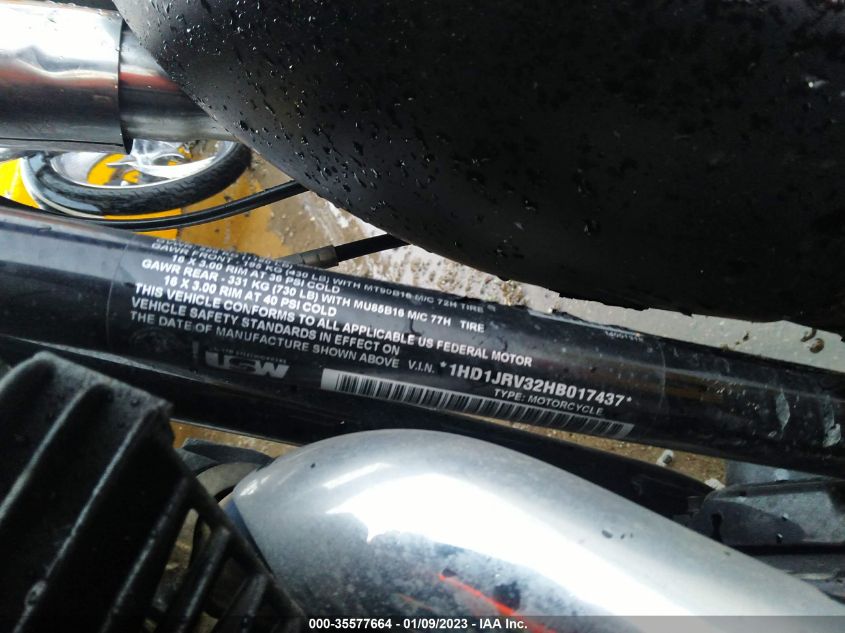 GAWR FRONT - 195 KG (430 LB) WITH MT90B16 M/C 72H TIRE
16 X 3.00 RIM AT 36 PSI COLD
GAWR REAR - 331 KG (730 LB) WITH MU85B16 M/C 77H TIRE
16 X 3.00 RIM AT 40 PSI COLD
THIS VEHICLE CONFORMS TO ALL APPLICABLE US FEDERAL MOTOR
VEHICLE SAFETY STANDARDS IN EFFECT ON
THE DATE OF MANUFACTURE SHOWN ABOVE V.I.N. *1HD1JRV32HB017437*
TYPE: MOTORCYCLE
000-35577664 - 01/09/2023 - IAA Inc.